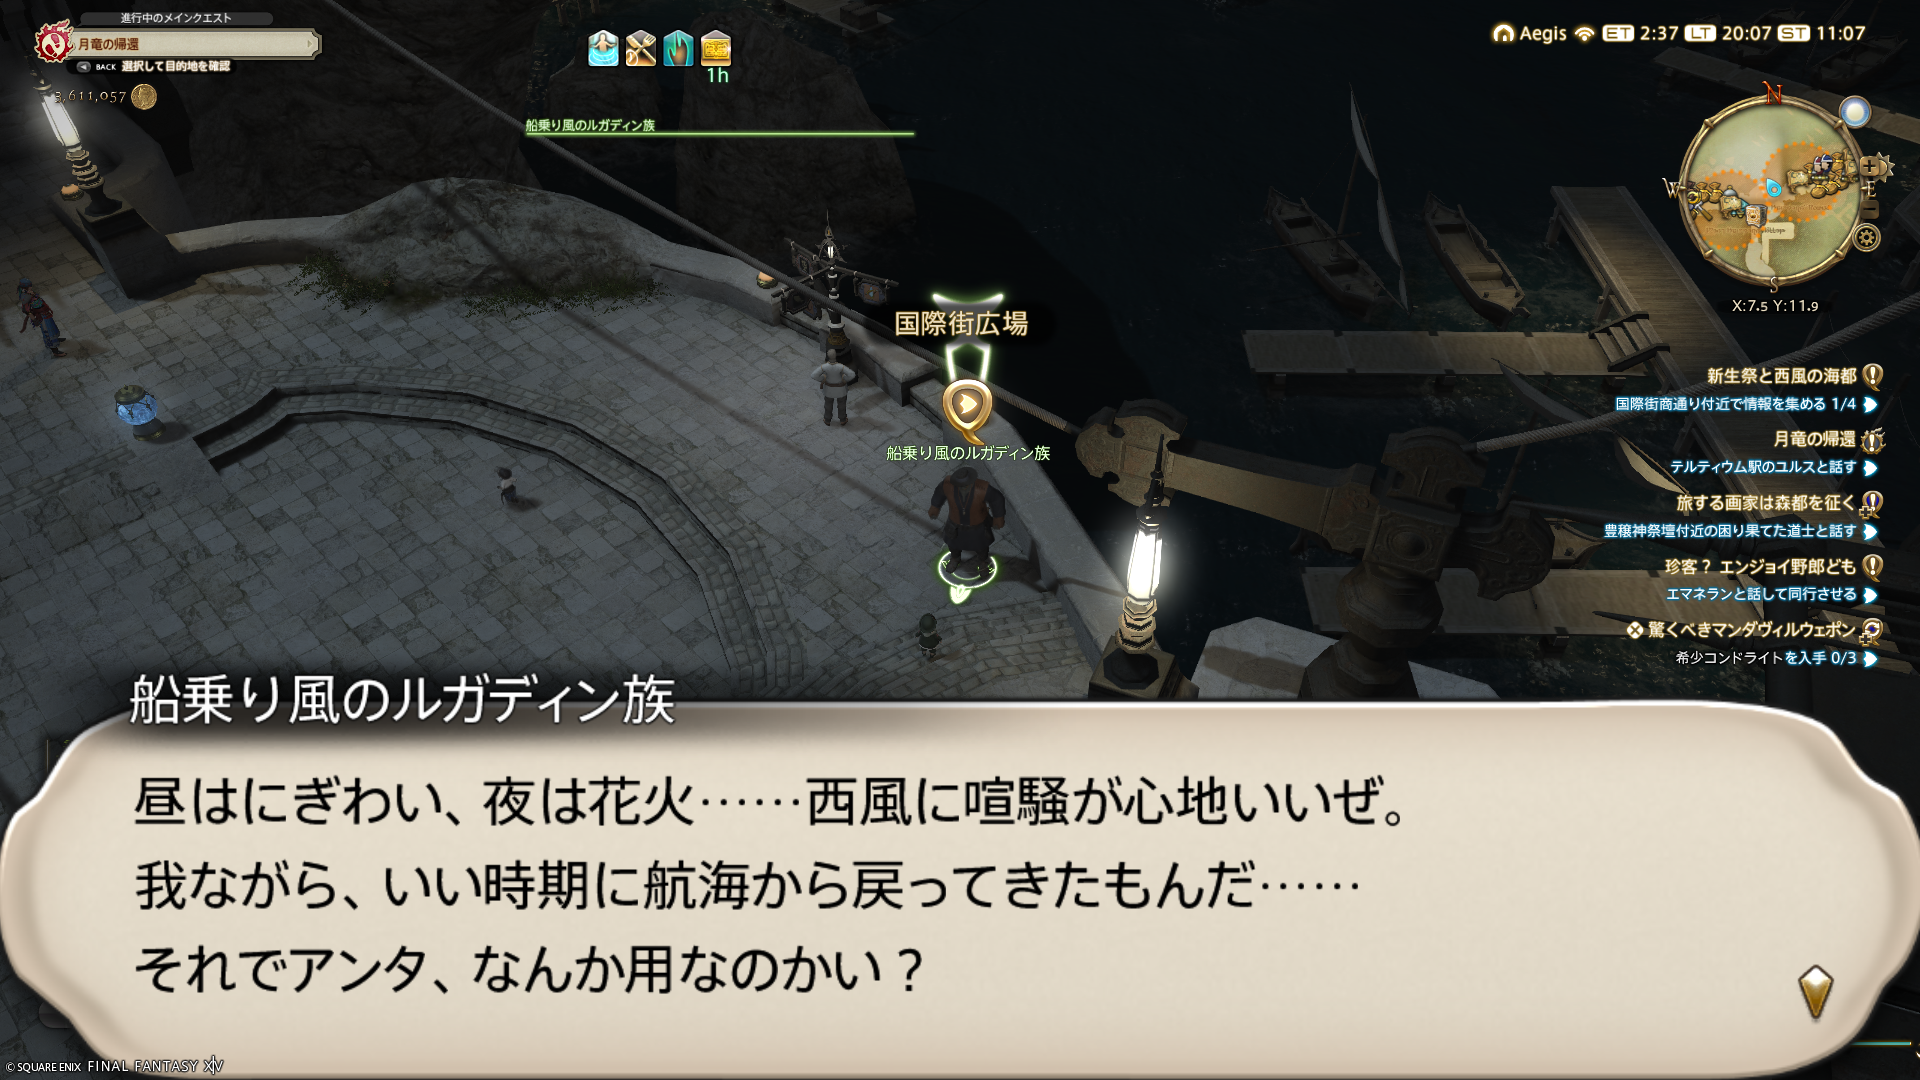 進行中のメインクエスト
月竜の帰還
BACK 選択して目的地を確認
3,611,057
1h
船乗り風のルガディン族
Aegis ET 2:37 LT 20:07 ST 11:07
N
W
E
S
X:7.5 Y:11.9
国際街広場
船乗り風のルガディン族
新生祭と西風の海都
国際街商通り付近で情報を集める 1/4
月竜の帰還
テルティウム駅のユルスと話す
旅する画家は森都を征く
豊穣神祭壇付近の困り果てた道士と話す
珍客？ エンジョイ野郎ども
エマネランと話して同行させる
驚くべきマンダヴィルウェポン
希少コンドライトを入手 0/3
船乗り風のルガディン族
昼はにぎわい、夜は花火……西風に喧騒が心地いいぜ。
我ながら、いい時期に航海から戻ってきたもんだ……
それでアンタ、なんか用なのかい？
© SQUARE ENIX FINAL FANTASY XIV